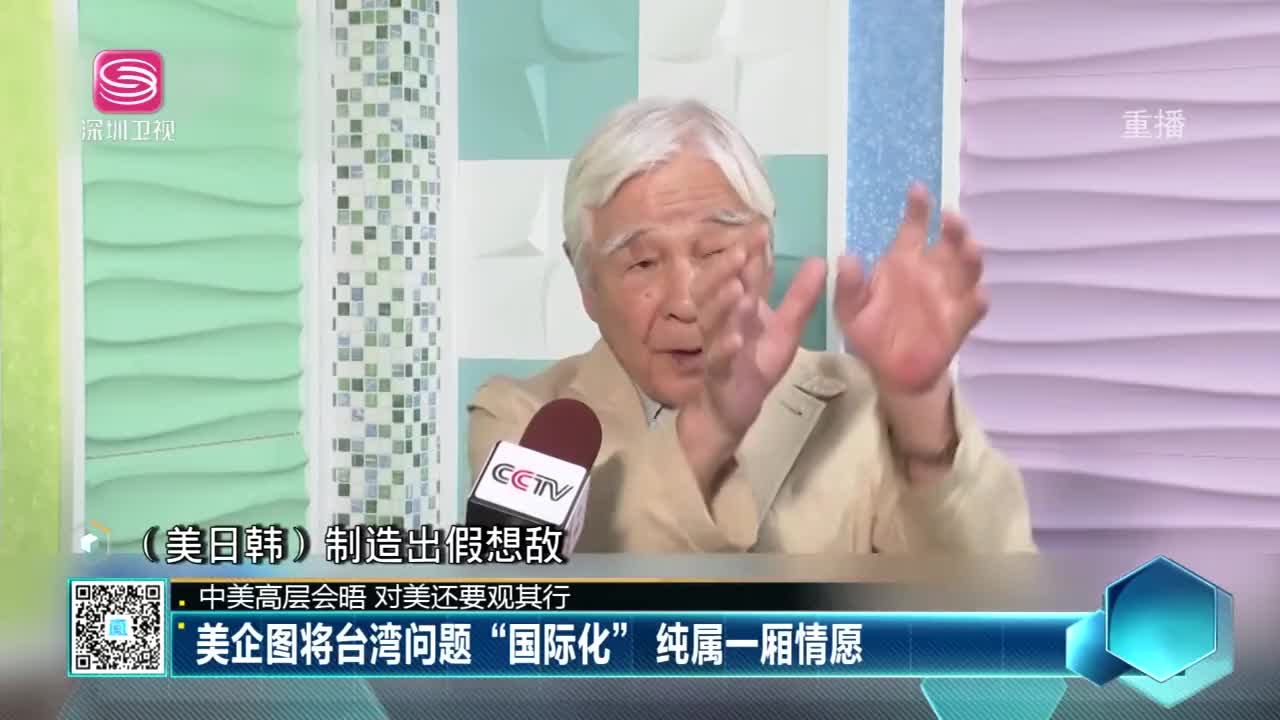 深圳卫视
重播
CCTV
（美日韩）制造出假想敌
中美高层会晤 对美还要观其行
美企图将台湾问题“国际化” 纯属一厢情愿